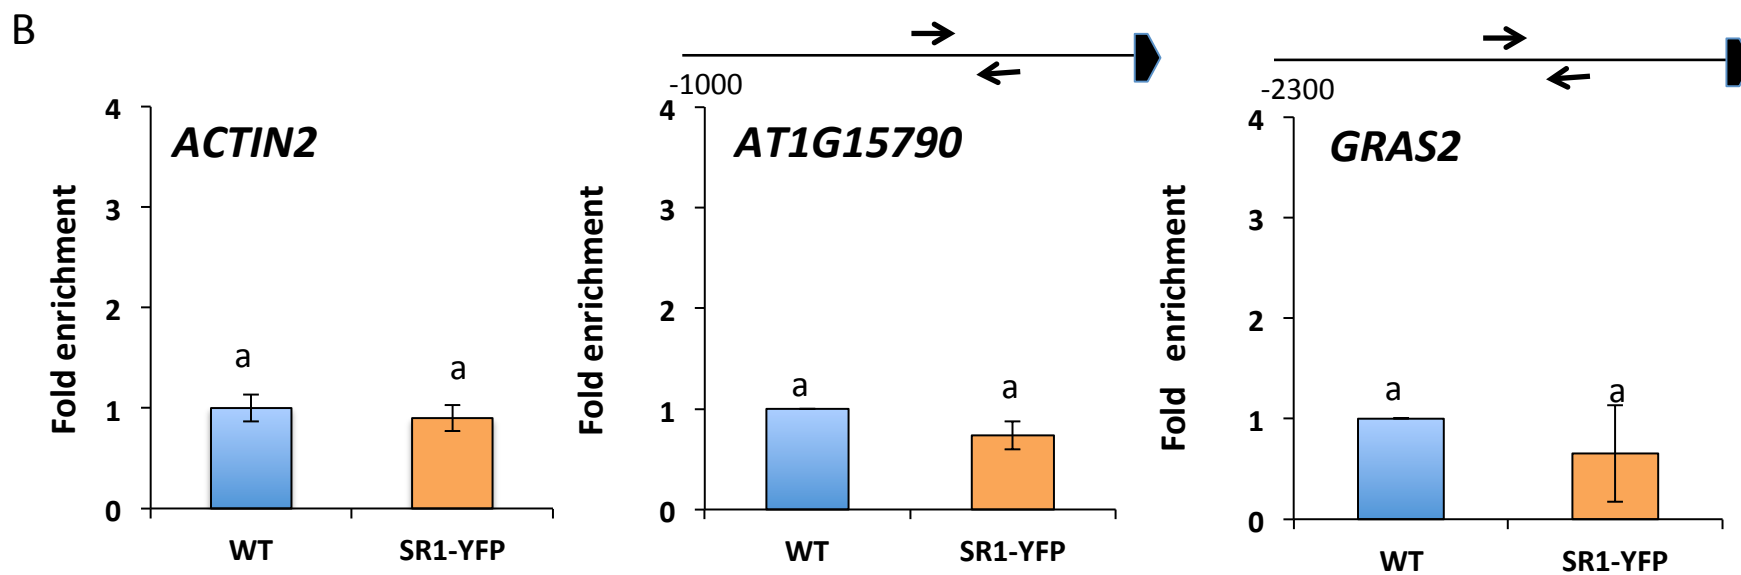 B
-1000
-2300
4
3
2
1
0
Fold enrichment
ACTIN2
a
a
WT
SR1-YFP
4
3
2
1
0
Fold enrichment
AT1G15790
a
a
WT
SR1-YFP
4
3
2
1
0
Fold enrichment
GRAS2
a
a
WT
SR1-YFP